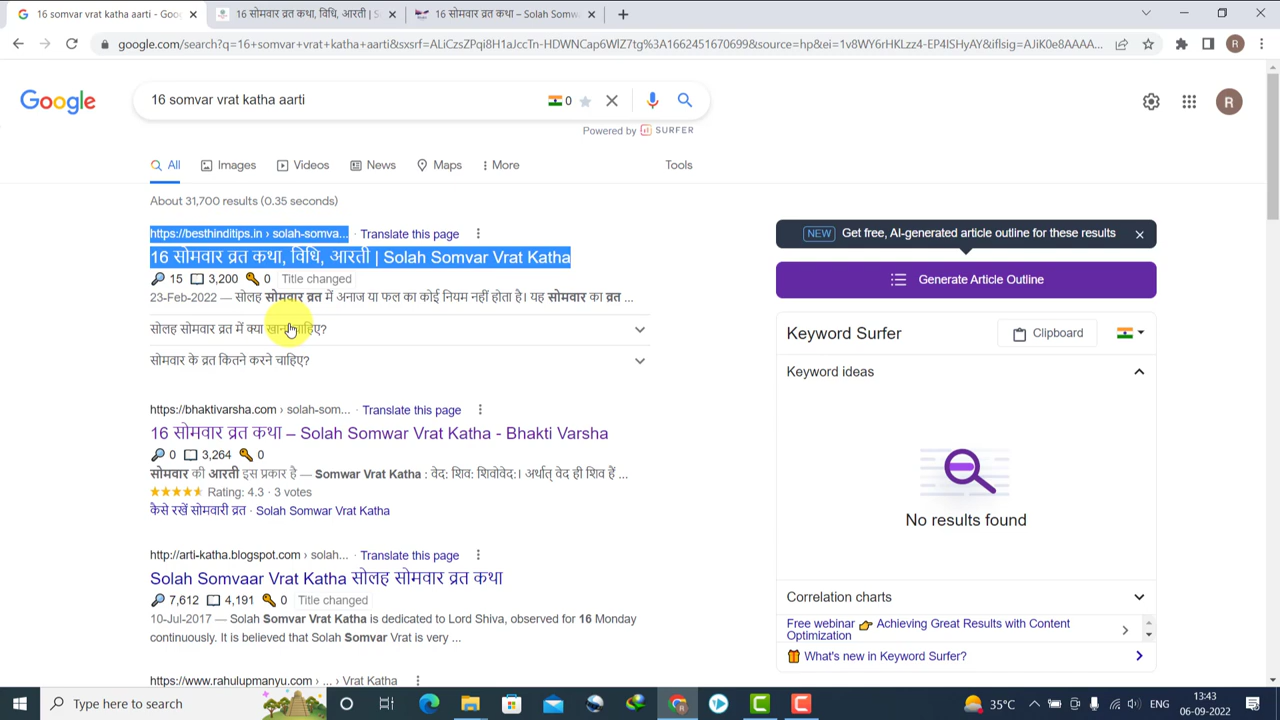 16 somvar vrat katha aarti - Goo
16 सोमवार व्रत कथा, विधि, आरती | S
16 सोमवार व्रत कथा – Solah Somw
google.com/search?q=16+somvar+vrat+katha+aarti&sxsrf=ALiCzsZPqi8H1aJccTn-HDWNCap6WlZ7tg%3A1662451670699&source=hp&ei=1v8WY6rHKLzz4-EP4ISHyAY&iflsig=AJiK0e8AAAA...
R
Google
16 somvar vrat katha aarti
0
R
Powered by SURFER
All
Images
Videos
News
Maps
More
Tools
About 31,700 results (0.35 seconds)
https://besthinditips.in › solah-somva... · Translate this page
16 सोमवार व्रत कथा, विधि, आरती | Solah Somvar Vrat Katha
15 3,200 0 Title changed
23-Feb-2022 — सोलह सोमवार व्रत में अनाज या फल का कोई नियम नहीं होता है। यह सोमवार का व्रत ...
सोलह सोमवार व्रत में क्या खाना चाहिए?
सोमवार के व्रत कितने करने चाहिए?
https://bhaktivarsha.com › solah-som... · Translate this page
16 सोमवार व्रत कथा – Solah Somwar Vrat Katha - Bhakti Varsha
0 3,264 0
सोमवार की आरती इस प्रकार है — Somwar Vrat Katha : वेद: शिव: शिवोवेद:। अर्थात् वेद ही शिव हैं ...
Rating: 4.3 · 3 votes
कैसे रखें सोमवारी व्रत · Solah Somwar Vrat Katha
http://arti-katha.blogspot.com › solah... · Translate this page
Solah Somvaar Vrat Katha सोलह सोमवार व्रत कथा
7,612 4,191 0 Title changed
10-Jul-2017 — Solah Somvar Vrat Katha is dedicated to Lord Shiva, observed for 16 Monday
continuously. It is believed that Solah Somvar Vrat is very ...
https://www.rahulupmanyu.com › ... › Vrat Katha
NEW Get free, AI-generated article outline for these results
Generate Article Outline
Keyword Surfer
Clipboard
Keyword ideas
No results found
Correlation charts
Free webinar 👉 Achieving Great Results with Content
Optimization
What's new in Keyword Surfer?
Type here to search
35°C
ENG
13:43
06-09-2022